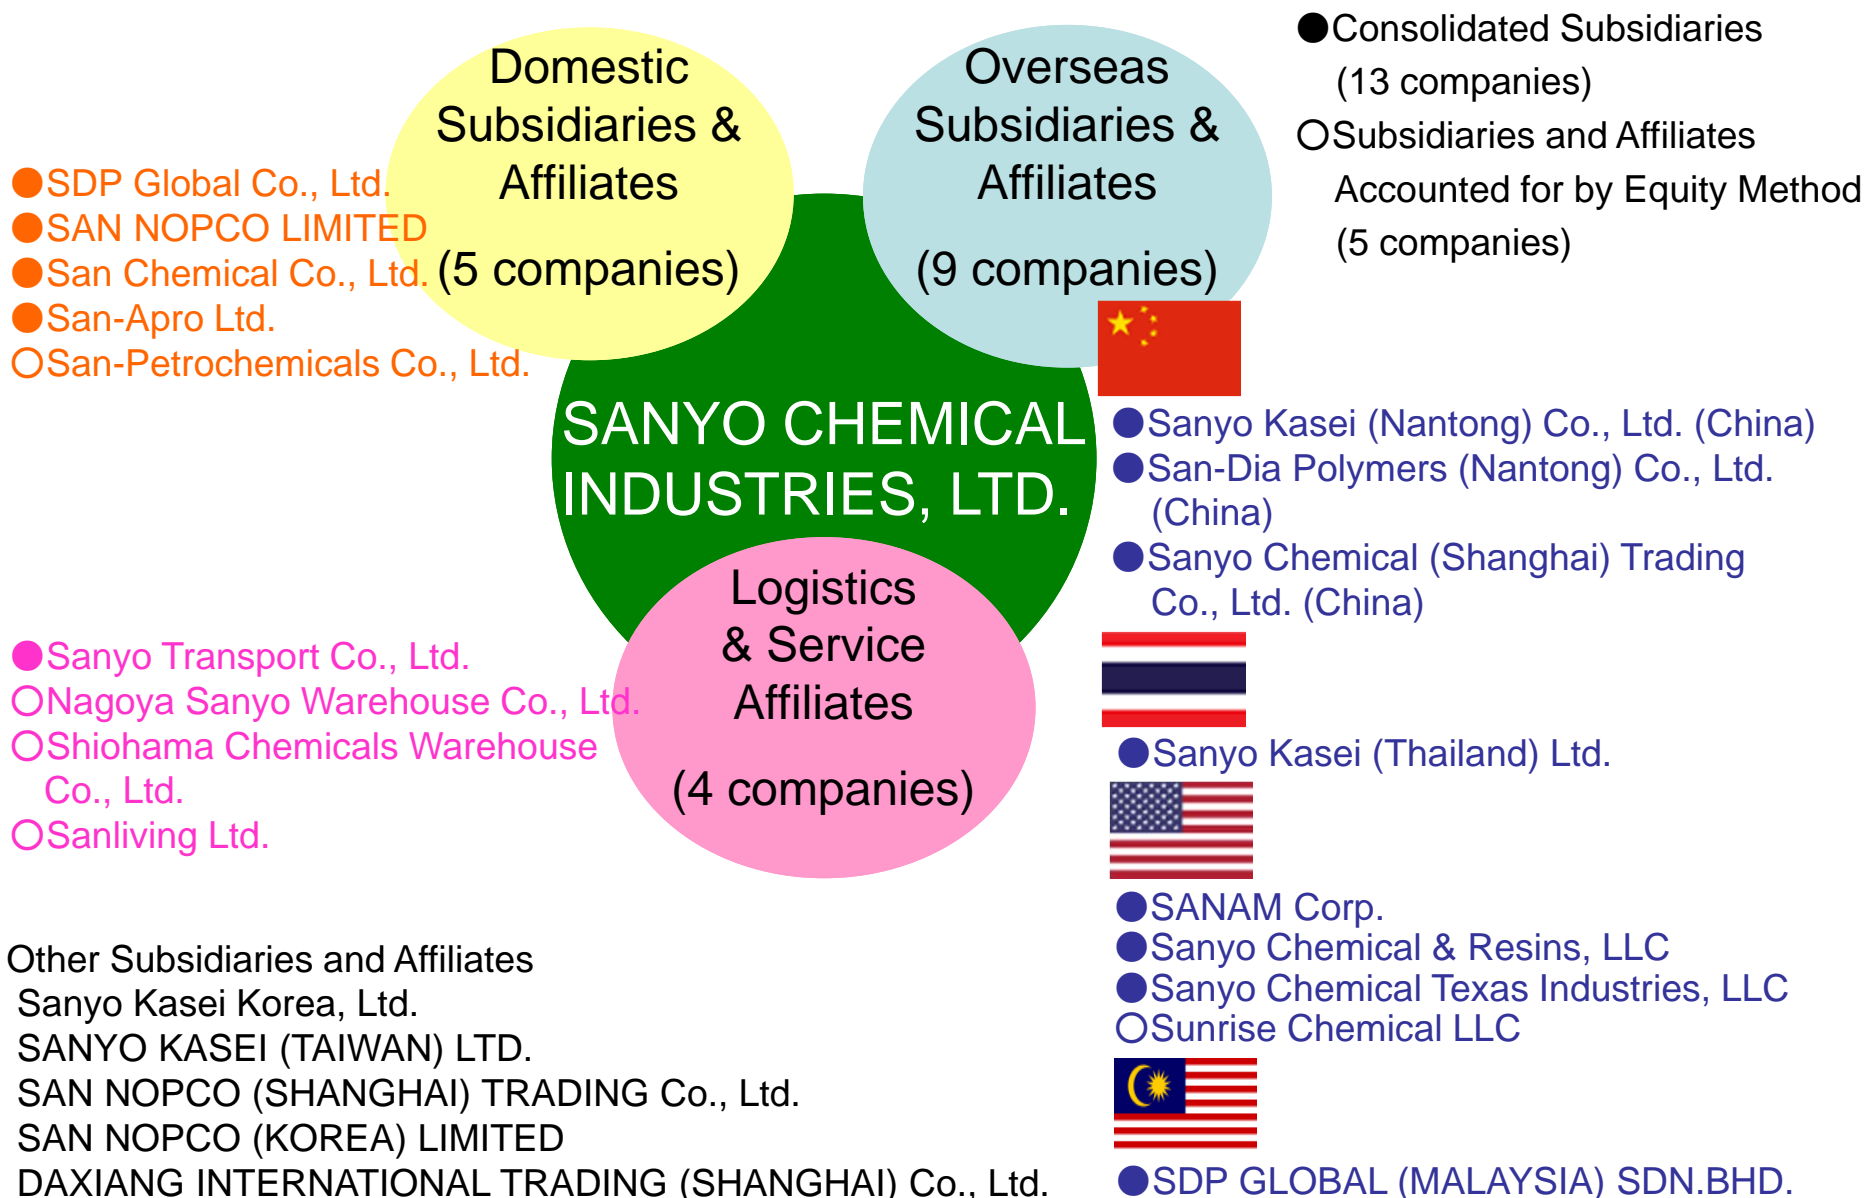 Domestic
Subsidiaries &
Affiliates
(5 companies)
Overseas
Subsidiaries &
Affiliates
(9 companies)
●Consolidated Subsidiaries
(13 companies)
○Subsidiaries and Affiliates
Accounted for by Equity Method
(5 companies)
●SDP Global Co., Ltd.
●SAN NOPCO LIMITED
●San Chemical Co., Ltd.
●San-Apro Ltd.
○San-Petrochemicals Co., Ltd.
SANYO CHEMICAL
INDUSTRIES, LTD.
●Sanyo Kasei (Nantong) Co., Ltd. (China)
●San-Dia Polymers (Nantong) Co., Ltd.
(China)
●Sanyo Chemical (Shanghai) Trading
Co., Ltd. (China)
Logistics
& Service
Affiliates
(4 companies)
●Sanyo Transport Co., Ltd.
○Nagoya Sanyo Warehouse Co., Ltd.
○Shiohama Chemicals Warehouse
Co., Ltd.
○Sanliving Ltd.
●Sanyo Kasei (Thailand) Ltd.
●SANAM Corp.
●Sanyo Chemical & Resins, LLC
●Sanyo Chemical Texas Industries, LLC
○Sunrise Chemical LLC
●SDP GLOBAL (MALAYSIA) SDN.BHD.
Other Subsidiaries and Affiliates
Sanyo Kasei Korea, Ltd.
SANYO KASEI (TAIWAN) LTD.
SAN NOPCO (SHANGHAI) TRADING Co., Ltd.
SAN NOPCO (KOREA) LIMITED
DAXIANG INTERNATIONAL TRADING (SHANGHAI) Co., Ltd.